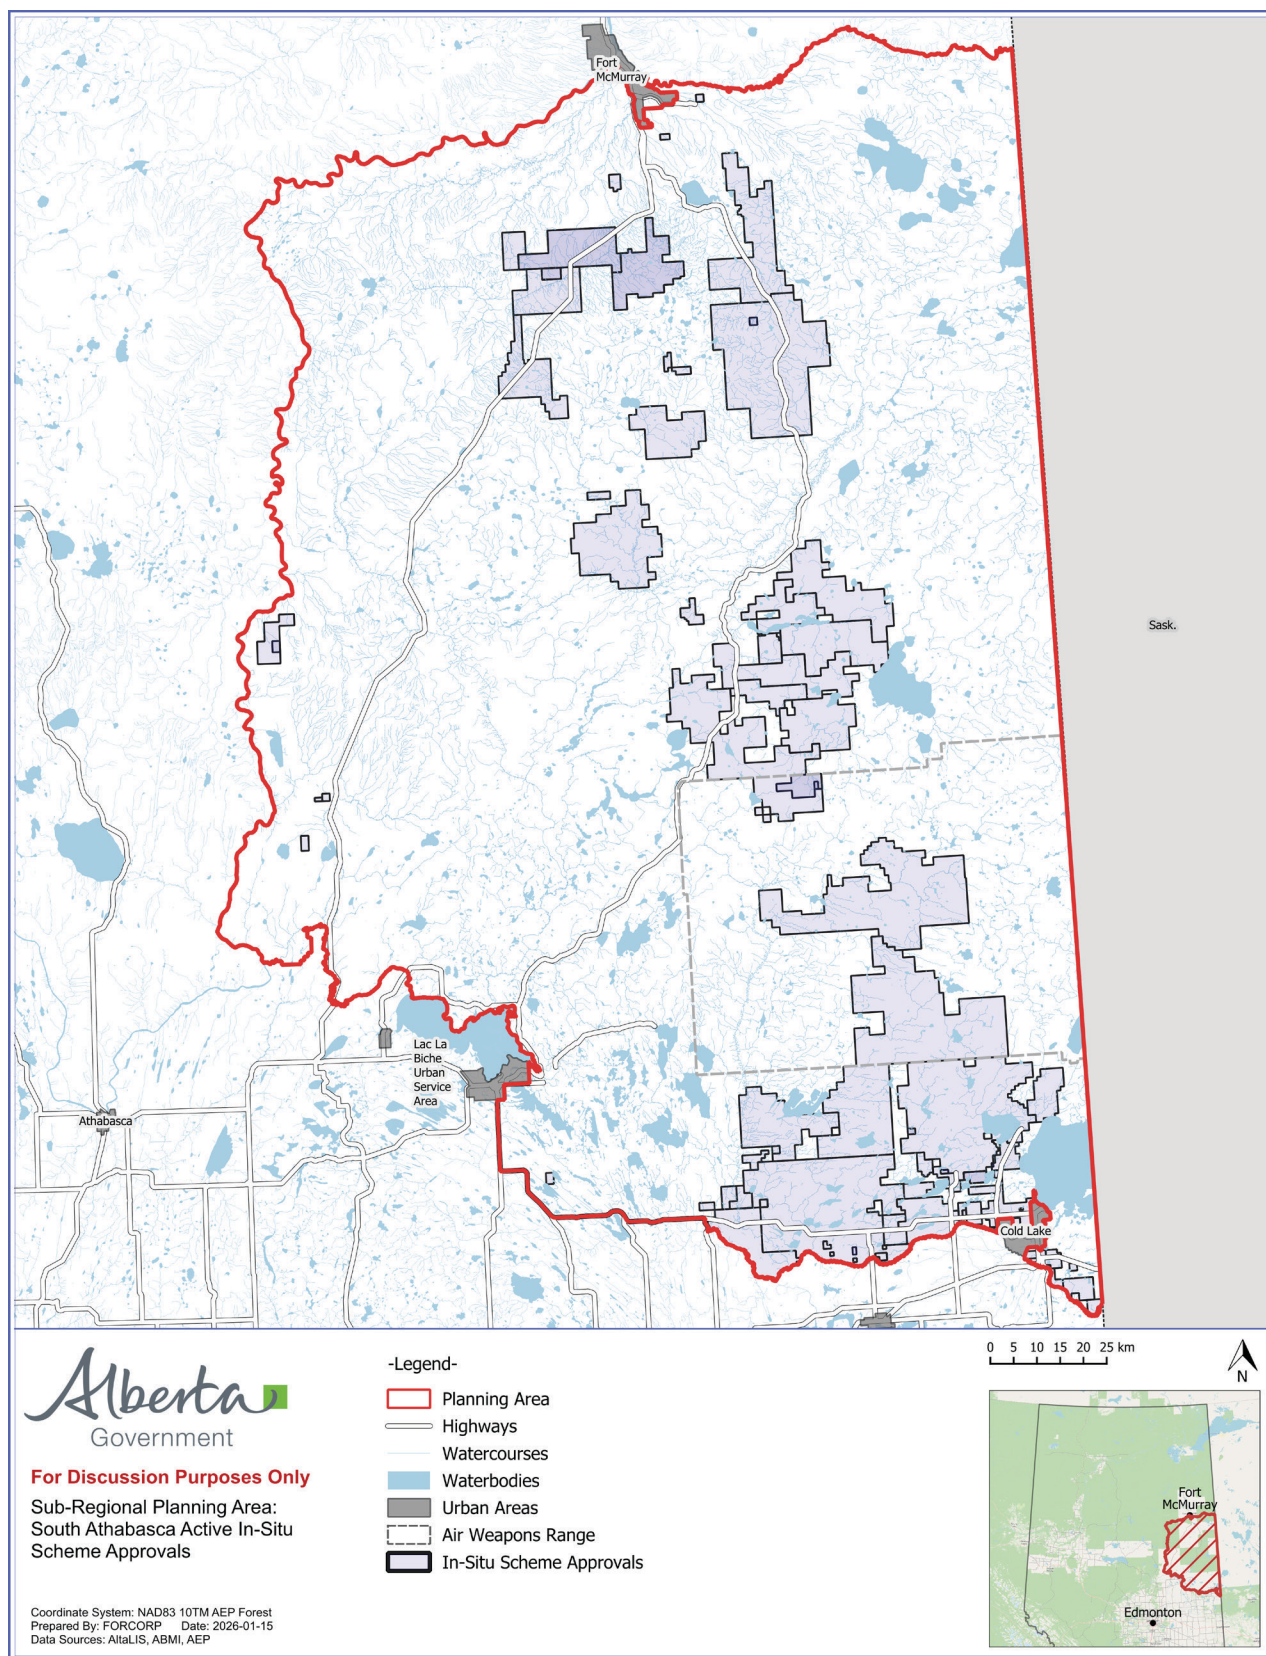 Fort
McMurray
Sask.
Lac La
Biche
Urban
Service
Area
Athabasca
Cold Lake
Alberta
Government
For Discussion Purposes Only
Sub-Regional Planning Area:
South Athabasca Active In-Situ
Scheme Approvals
Coordinate System: NAD83 10TM AEP Forest
Prepared By: FORCORP Date: 2026-01-15
Data Sources: AltaLIS, ABMI, AEP
-Legend-
Planning Area
Highways
Watercourses
Waterbodies
Urban Areas
Air Weapons Range
In-Situ Scheme Approvals
0 5 10 15 20 25 km
N
Fort
McMurray
Edmonton